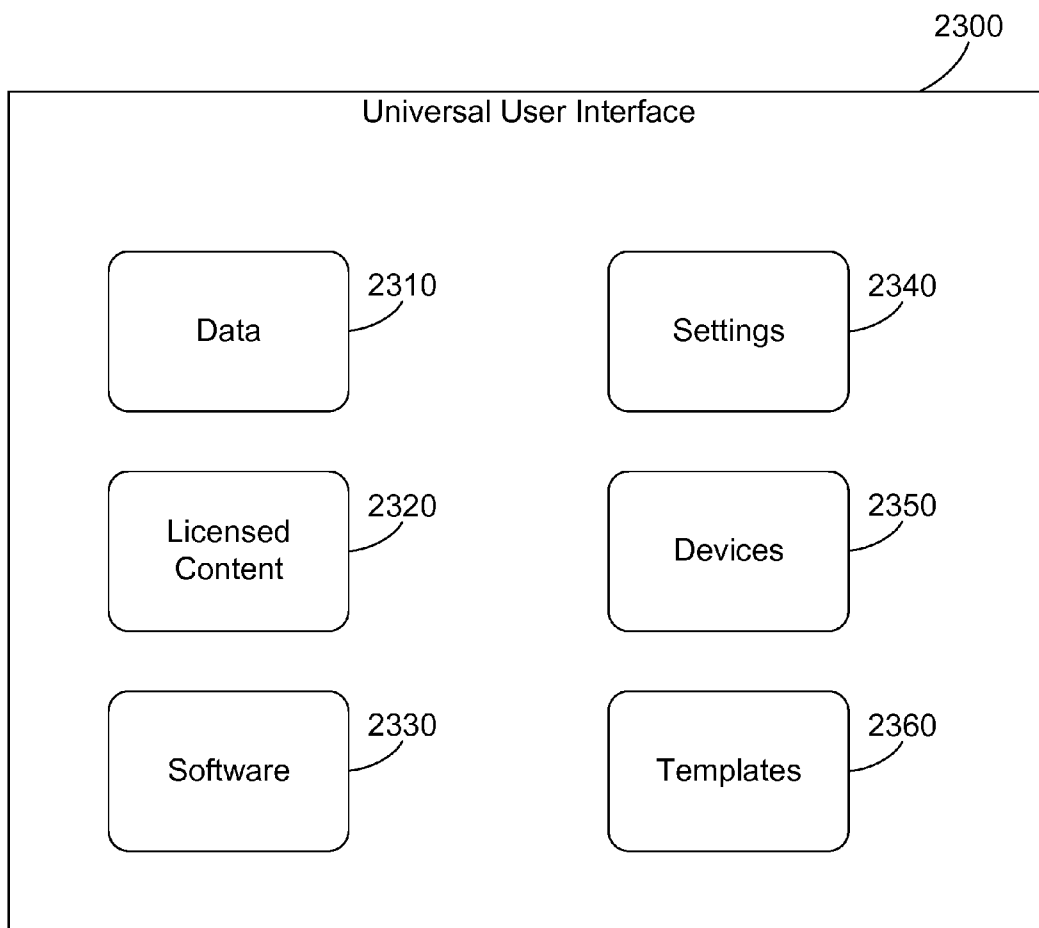 2300
Universal User Interface
2310
Data
2340
Settings
2320
Licensed
Content
2350
Devices
2330
Software
2360
Templates